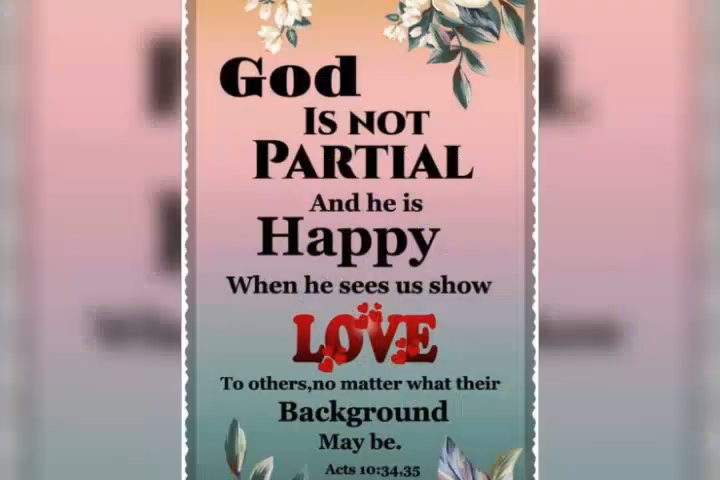 God
Is not
Partial
And he is
Happy
When he sees us show
LOVE
To others,no matter what their
Background
May be.
Acts 10:34,35